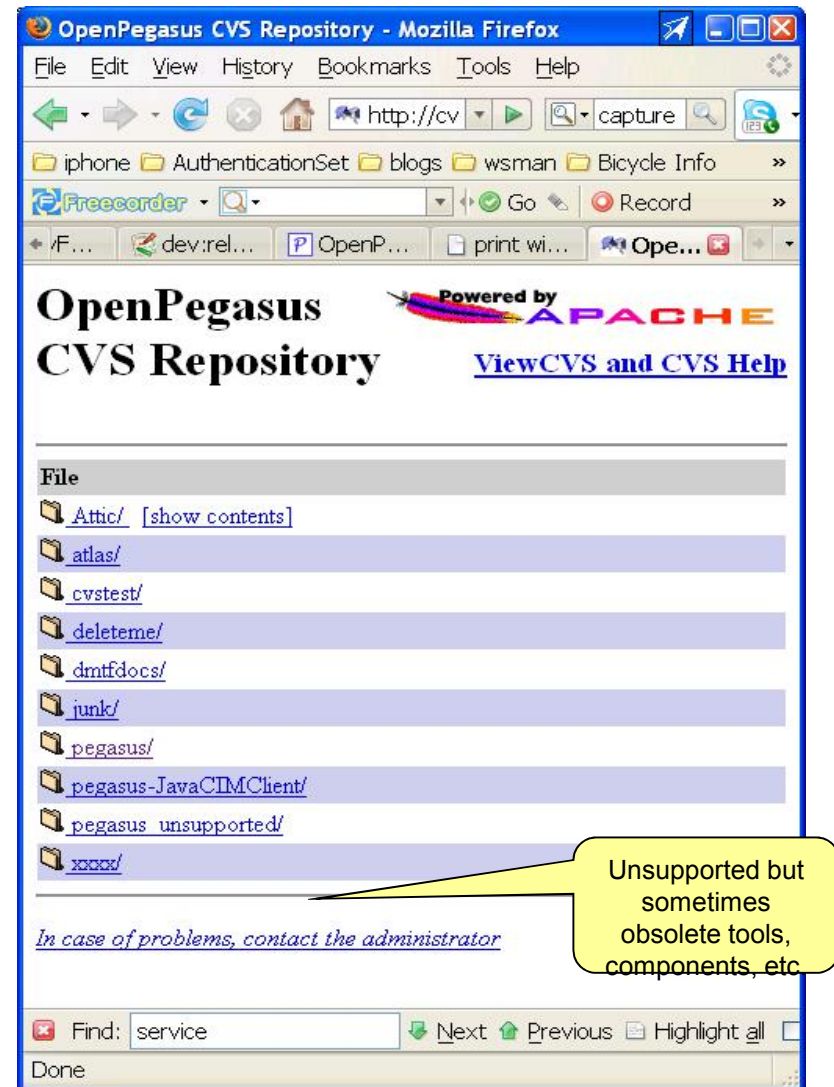 OpenPegasus CVS Repository - Mozilla Firefox
File Edit View History Bookmarks Tools Help
http://cv capture 123
iphone AuthenticationSet blogs wsman Bicycle Info »
Freecorder Go Record »
/F... dev:rel... OpenP... print wi... Ope...
OpenPegasus
CVS Repository
Powered by
APACHE
ViewCVS and CVS Help
File
Attic/ [show contents]
atlas/
cvstest/
deleteme/
dmtfdocs/
junk/
pegasus/
pegasus-JavaCIMClient/
pegasus_unsupported/
xxxx/
Unsupported but
sometimes
obsolete tools,
components, etc
In case of problems, contact the administrator
Find: service Next Previous Highlight all
Done